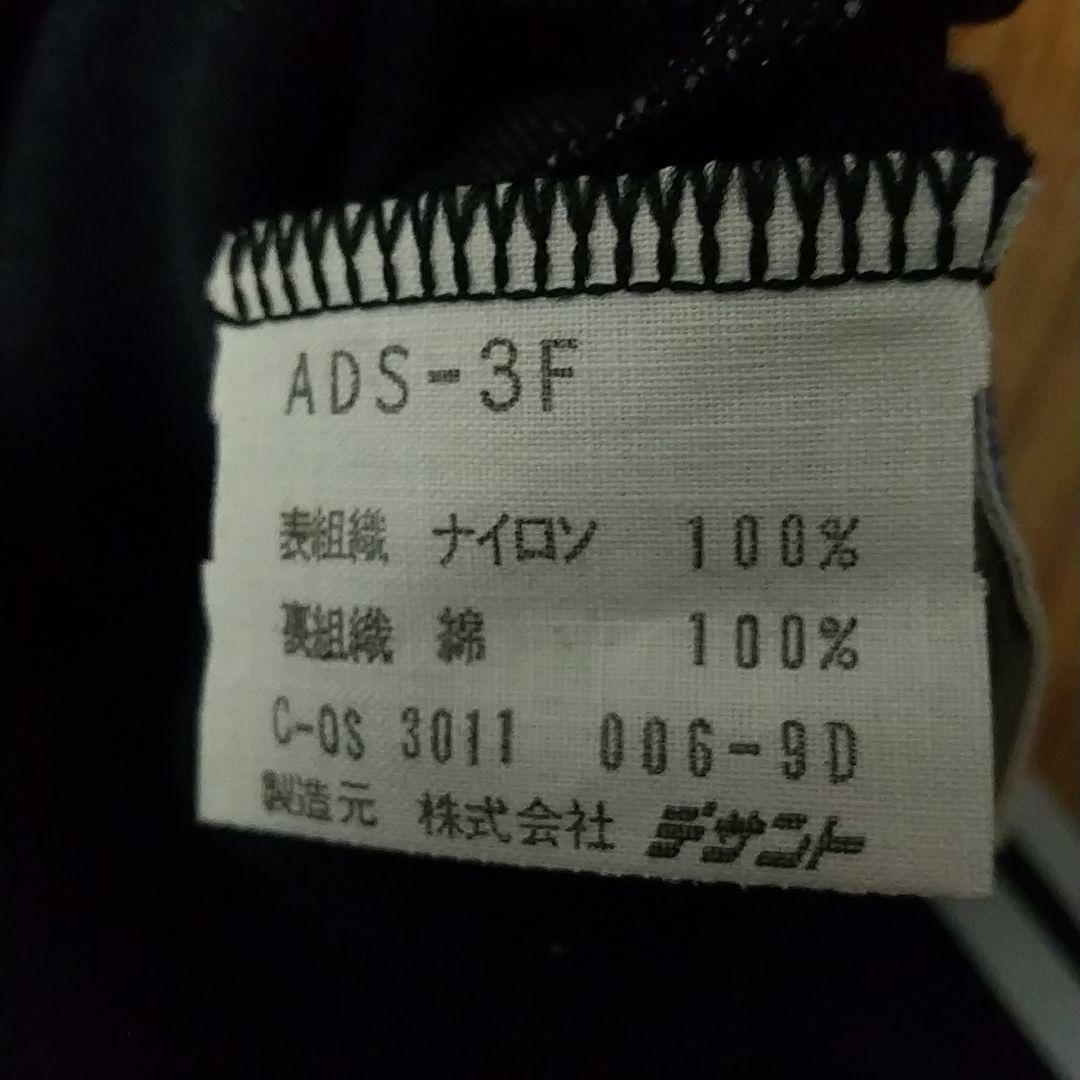 ADS-3F
表組織 ナイロン 100%
裏組織 綿 100%
C-OS 3011 006-9D
製造元 株式会社 デサント